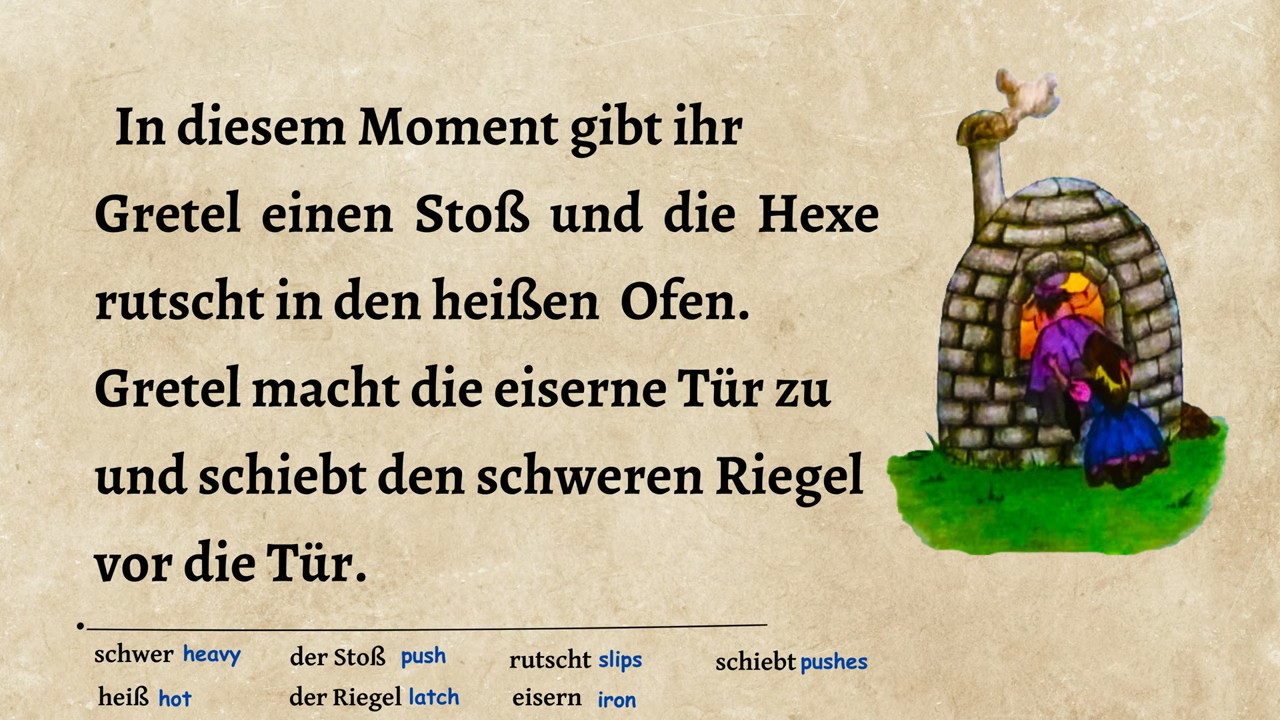 In diesem Moment gibt ihr
Gretel einen Stoß und die Hexe
rutscht in den heißen Ofen.
Gretel macht die eiserne Tür zu
und schiebt den schweren Riegel
vor die Tür.
schwer heavy der Stoß push rutscht slips schiebt pushes
heiß hot der Riegel latch eisern iron